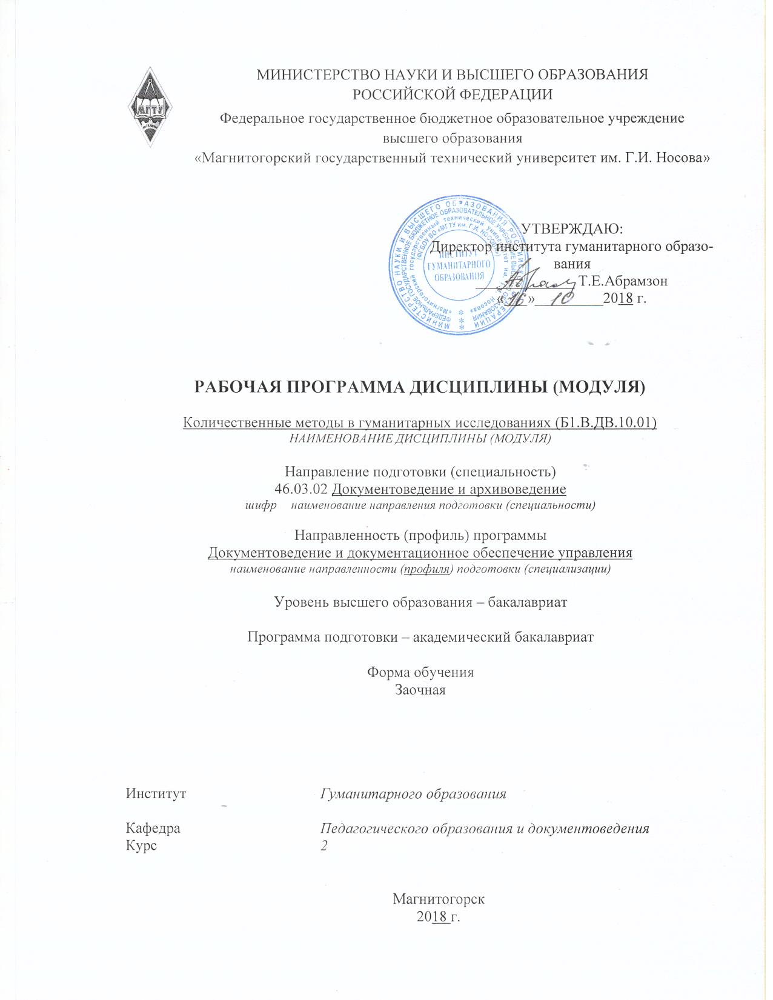 МИНИСТЕРСТВО НАУКИ И ВЫСШЕГО ОБРАЗОВАНИЯ
РОССИЙСКОЙ ФЕДЕРАЦИИ
Федеральное государственное бюджетное образовательное учреждение
высшего образования
«Магнитогорский государственный технический университет им. Г.И. Носова»
МГТУ
УТВЕРЖДАЮ:
Директор института гуманитарного образо-
вания
Т.Е.Абрамзон
«16» 10 2018 г.
ИНСТИТУТ
ГУМАНИТАРНОГО
ОБРАЗОВАНИЯ
РАБОЧАЯ ПРОГРАММА ДИСЦИПЛИНЫ (МОДУЛЯ)
Количественные методы в гуманитарных исследованиях (Б1.В.ДВ.10.01)
НАИМЕНОВАНИЕ ДИСЦИПЛИНЫ (МОДУЛЯ)
Направление подготовки (специальность)
46.03.02 Документоведение и архивоведение
шифр наименование направления подготовки (специальности)
Направленность (профиль) программы
Документоведение и документационное обеспечение управления
наименование направленности (профиля) подготовки (специализации)
Уровень высшего образования – бакалавриат
Программа подготовки – академический бакалавриат
Форма обучения
Заочная
Институт Гуманитарного образования
Кафедра Педагогического образования и документоведения
Курс 2
Магнитогорск
2018 г.